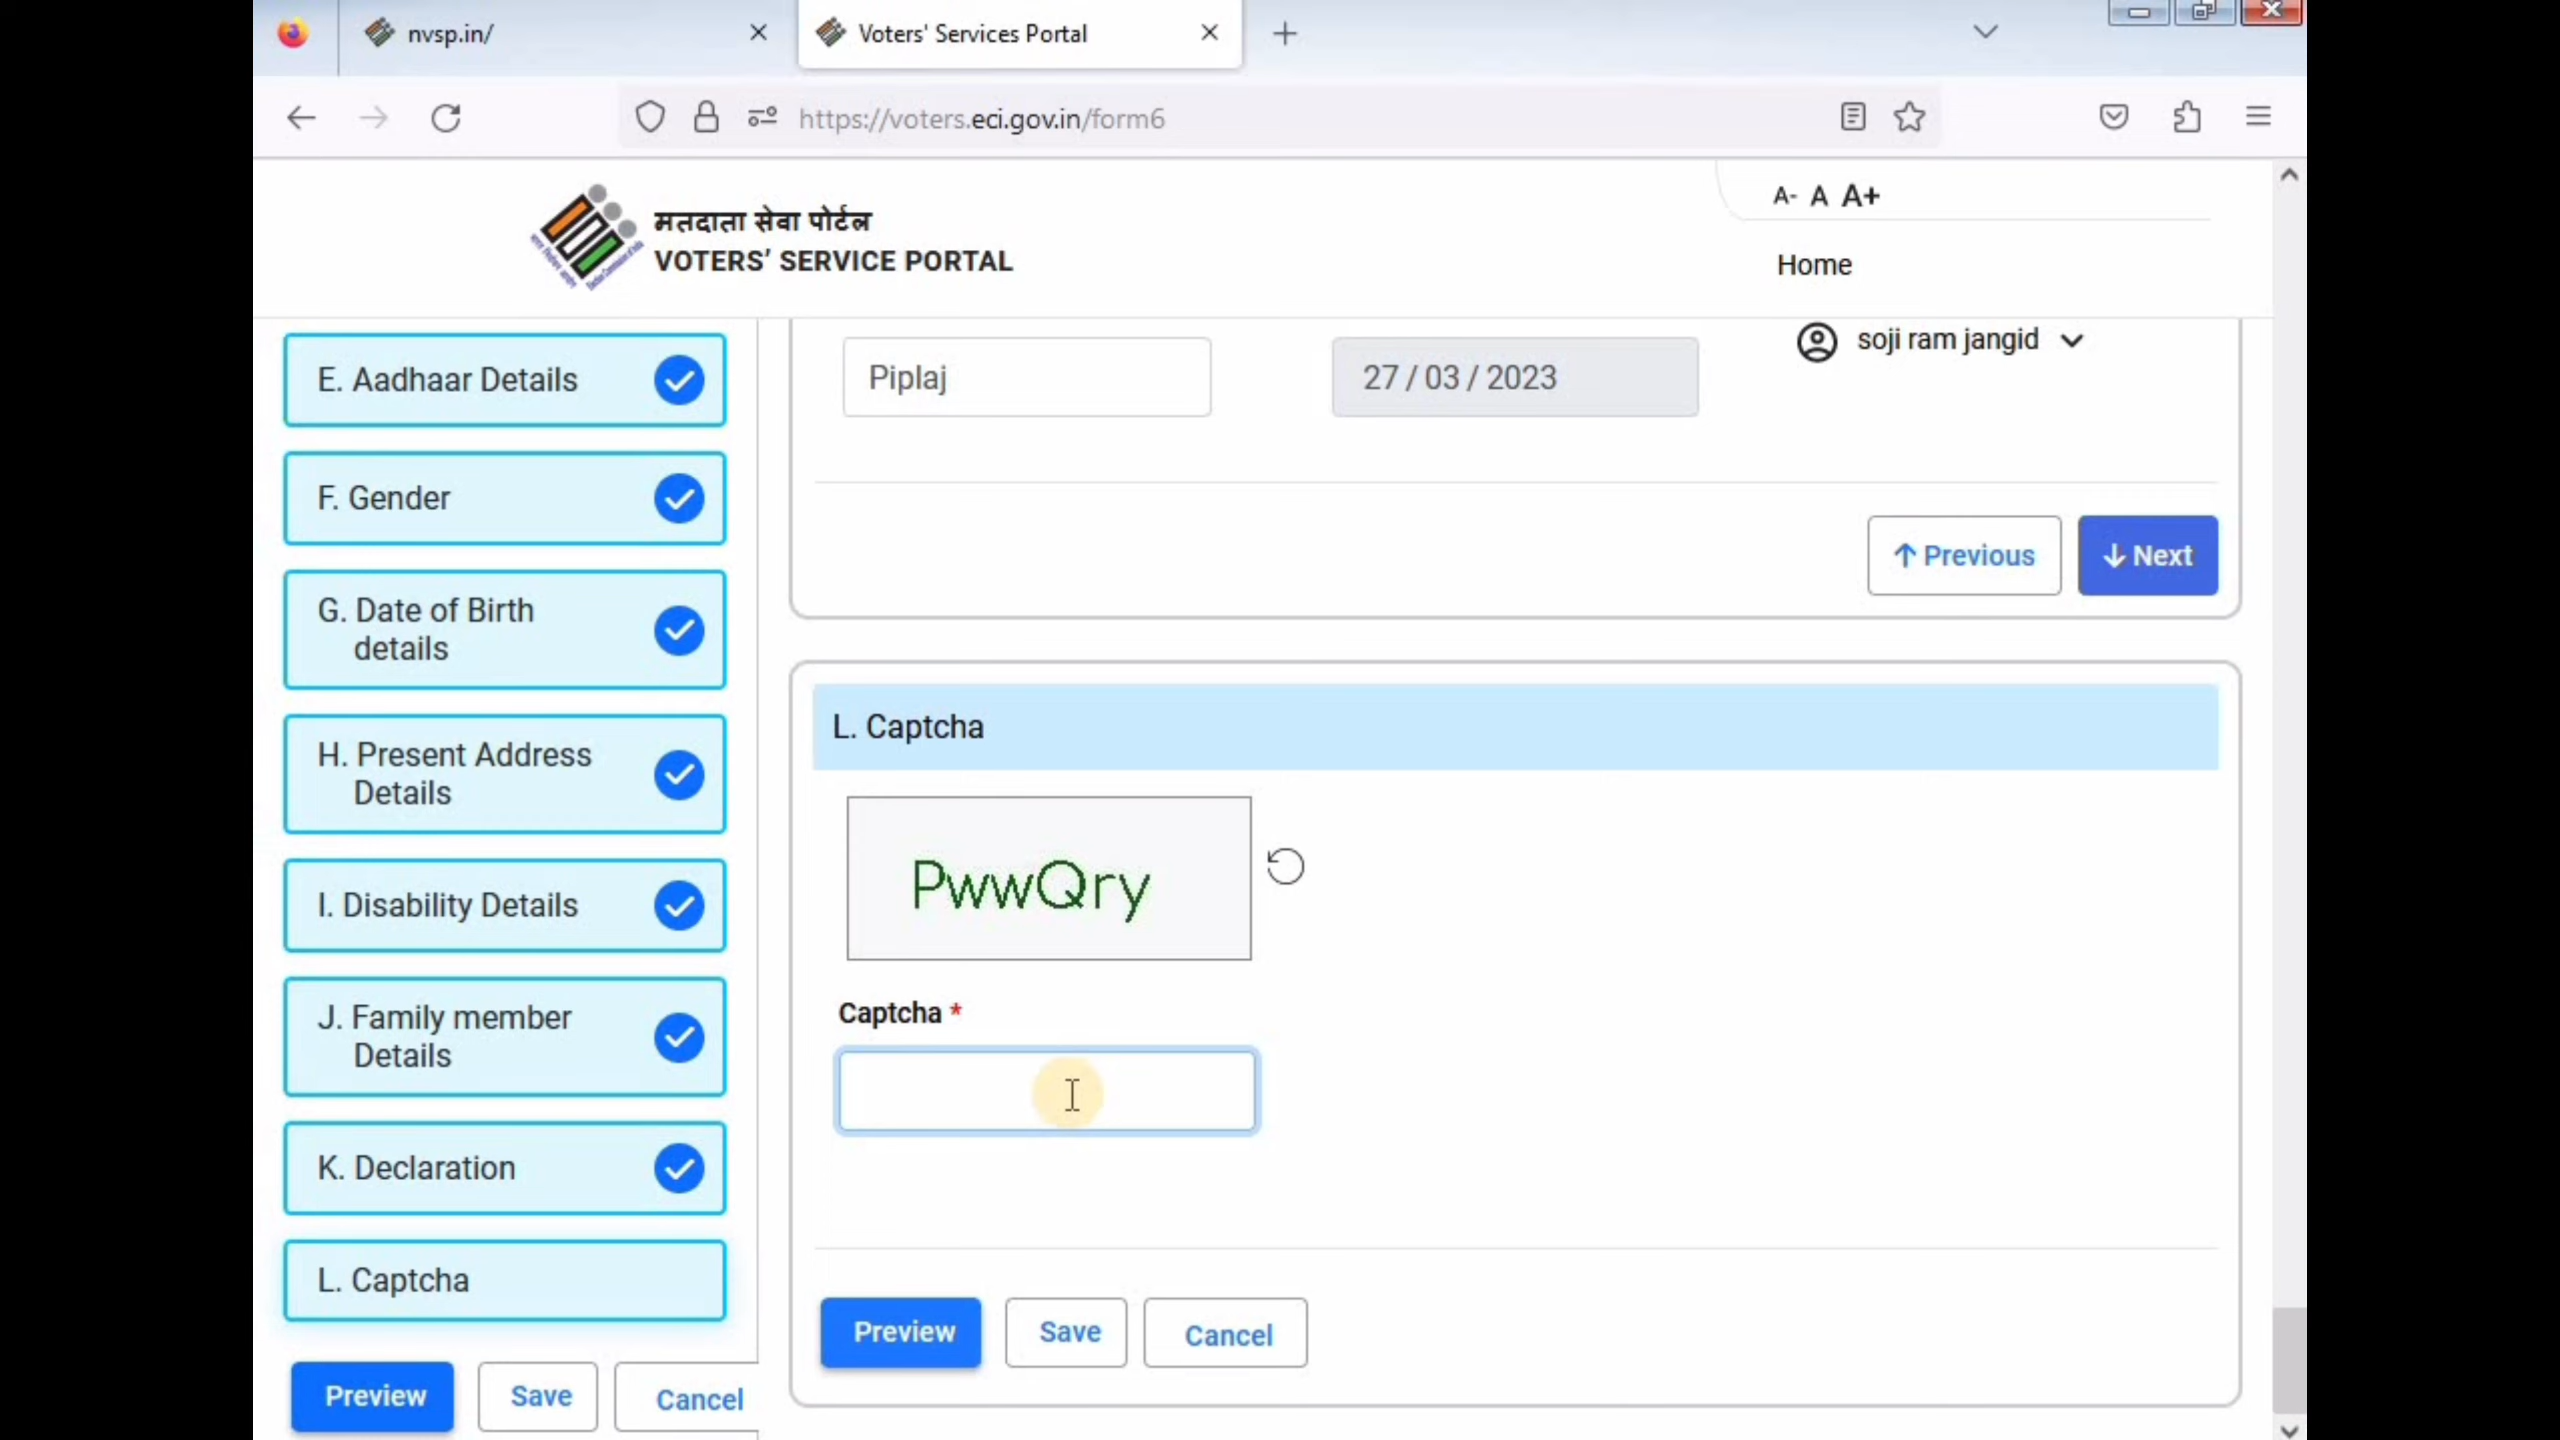 nvsp.in/
Voters' Services Portal
https://voters.eci.gov.in/form6
मतदाता सेवा पोर्टल
VOTERS' SERVICE PORTAL
A- A A+
Home
soji ram jangid
E. Aadhaar Details
F. Gender
G. Date of Birth
details
H. Present Address
Details
I. Disability Details
J. Family member
Details
K. Declaration
L. Captcha
Preview Save Cancel
Piplaj
27 / 03 / 2023
Previous
Next
L. Captcha
PwwQry
Captcha *
Preview Save Cancel